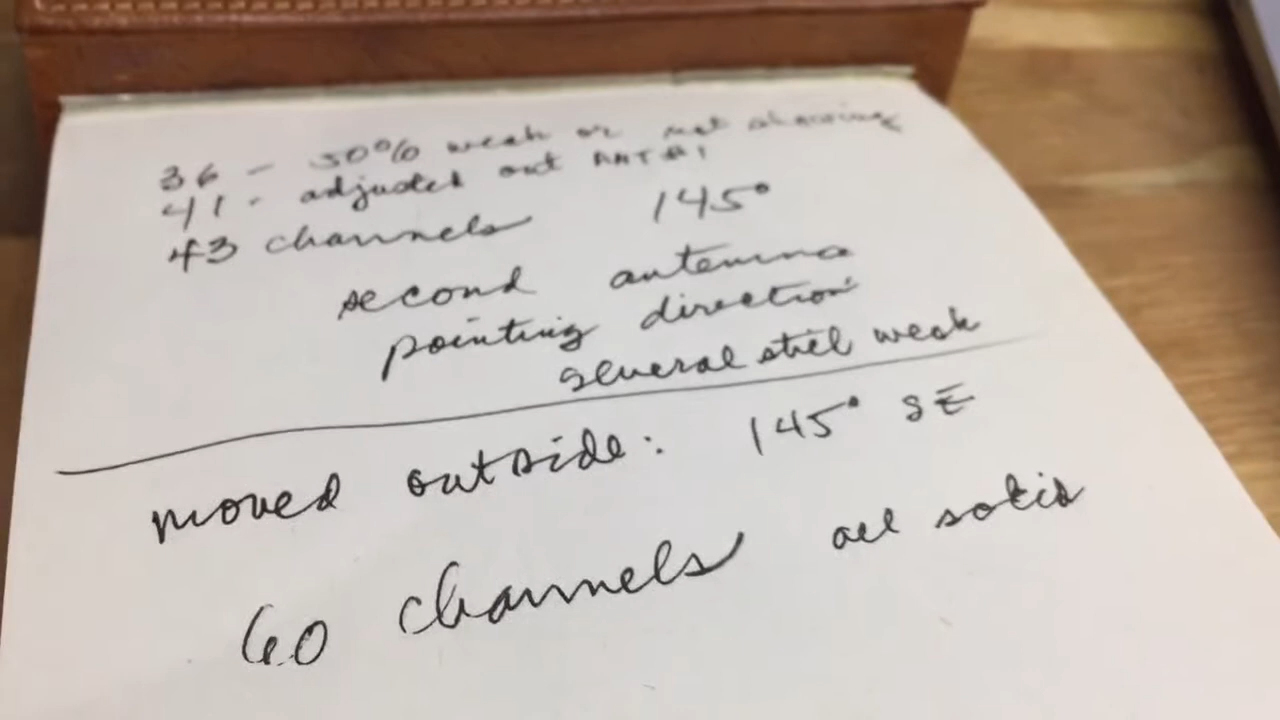 36 - 50% weak or not showing
41 - adjusted out ANT #1
43 channels 145°
second antenna
pointing direction
several still weak
moved outside: 145° SE
60 channels all solid